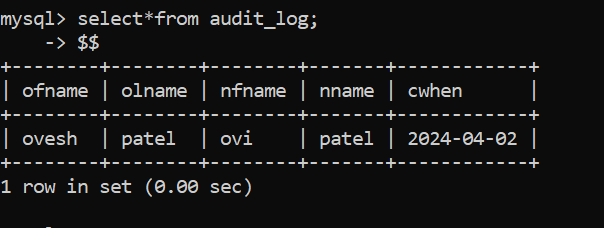 mysql> select*from audit_log;
    -> $$
+--------+--------+--------+-------+------------+
| ofname | olname | nfname | nname | cwhen      |
+--------+--------+--------+-------+------------+
| ovesh  | patel  | ovi    | patel | 2024-04-02 |
+--------+--------+--------+-------+------------+
1 row in set (0.00 sec)